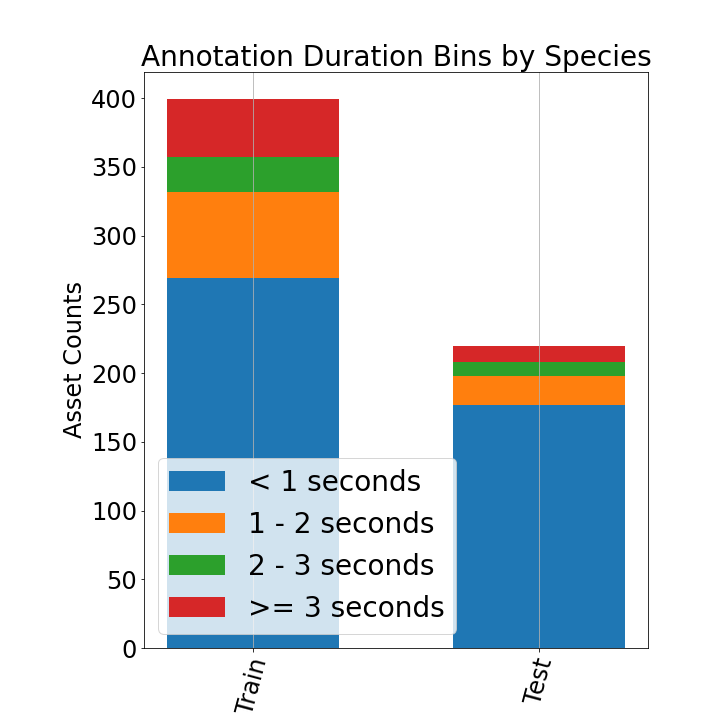 Annotation Duration Bins by Species
Asset Counts
400
350
300
250
200
150
100
50
0
< 1 seconds
1 - 2 seconds
2 - 3 seconds
>= 3 seconds
Train
Test